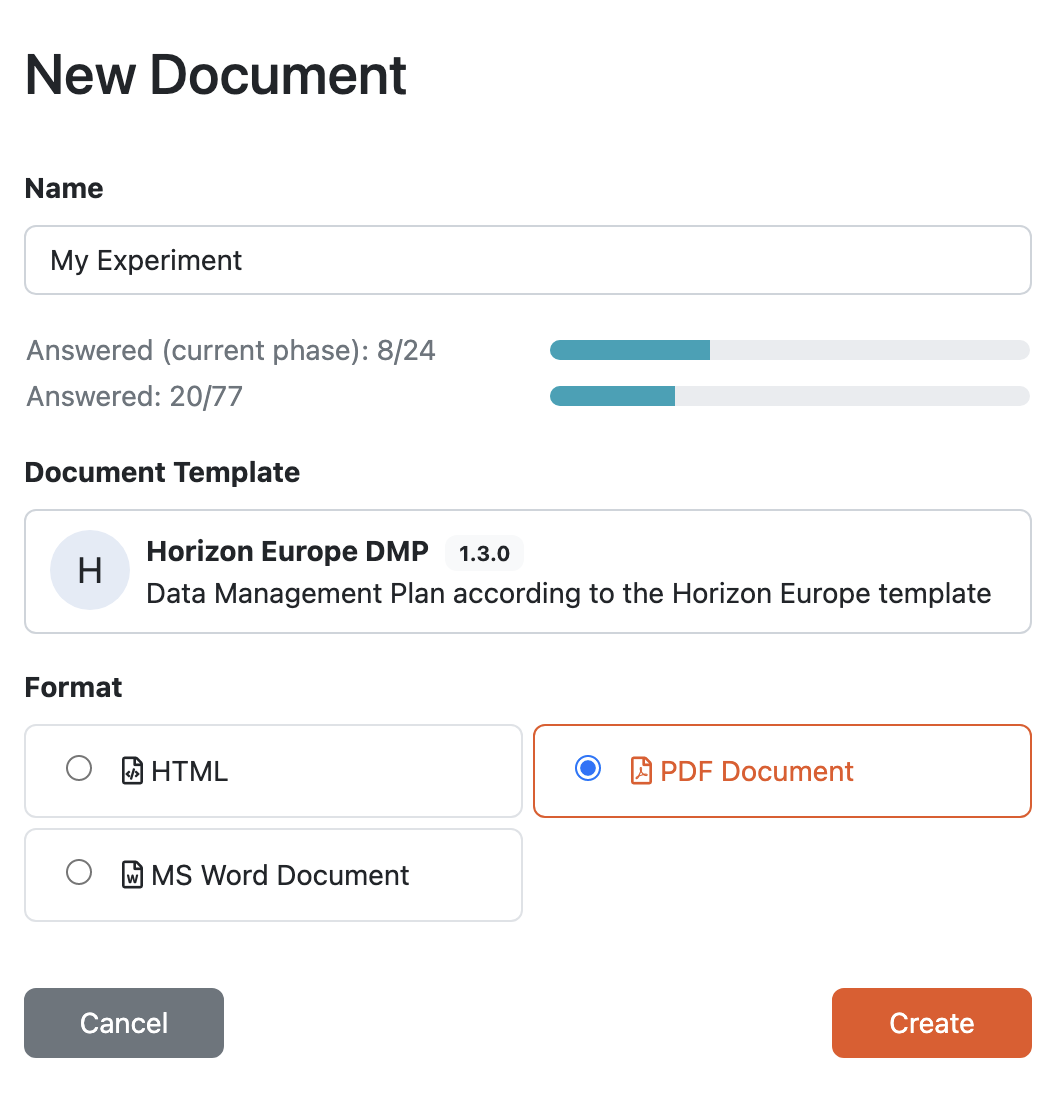 New Document
Name
My Experiment
Answered (current phase): 8/24
Answered: 20/77
Document Template
H
Horizon Europe DMP 1.3.0
Data Management Plan according to the Horizon Europe template
Format
HTML
PDF Document
MS Word Document
Cancel
Create